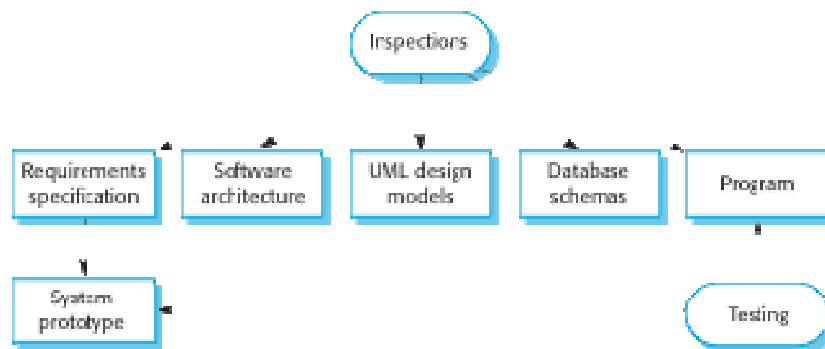 Inspections
Requirements
specification
Software
architecture
UML design
models
Database
schemas
Program
System
prototype
Testing